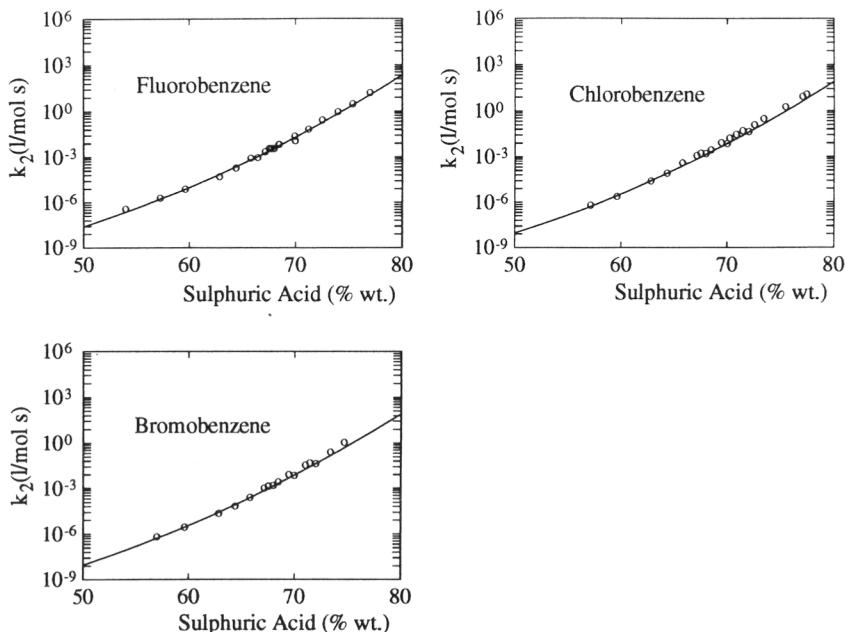 10⁶
10³
10⁰
10⁻³
10⁻⁶
10⁻⁹
k₂(l/mol s)
Fluorobenzene
50 60 70 80
Sulphuric Acid (% wt.)
10⁶
10³
10⁰
10⁻³
10⁻⁶
10⁻⁹
k₂(l/mol s)
Chlorobenzene
50 60 70 80
Sulphuric Acid (% wt.)
10⁶
10³
10⁰
10⁻³
10⁻⁶
10⁻⁹
k₂(l/mol s)
Bromobenzene
50 60 70 80
Sulphuric Acid (% wt.)